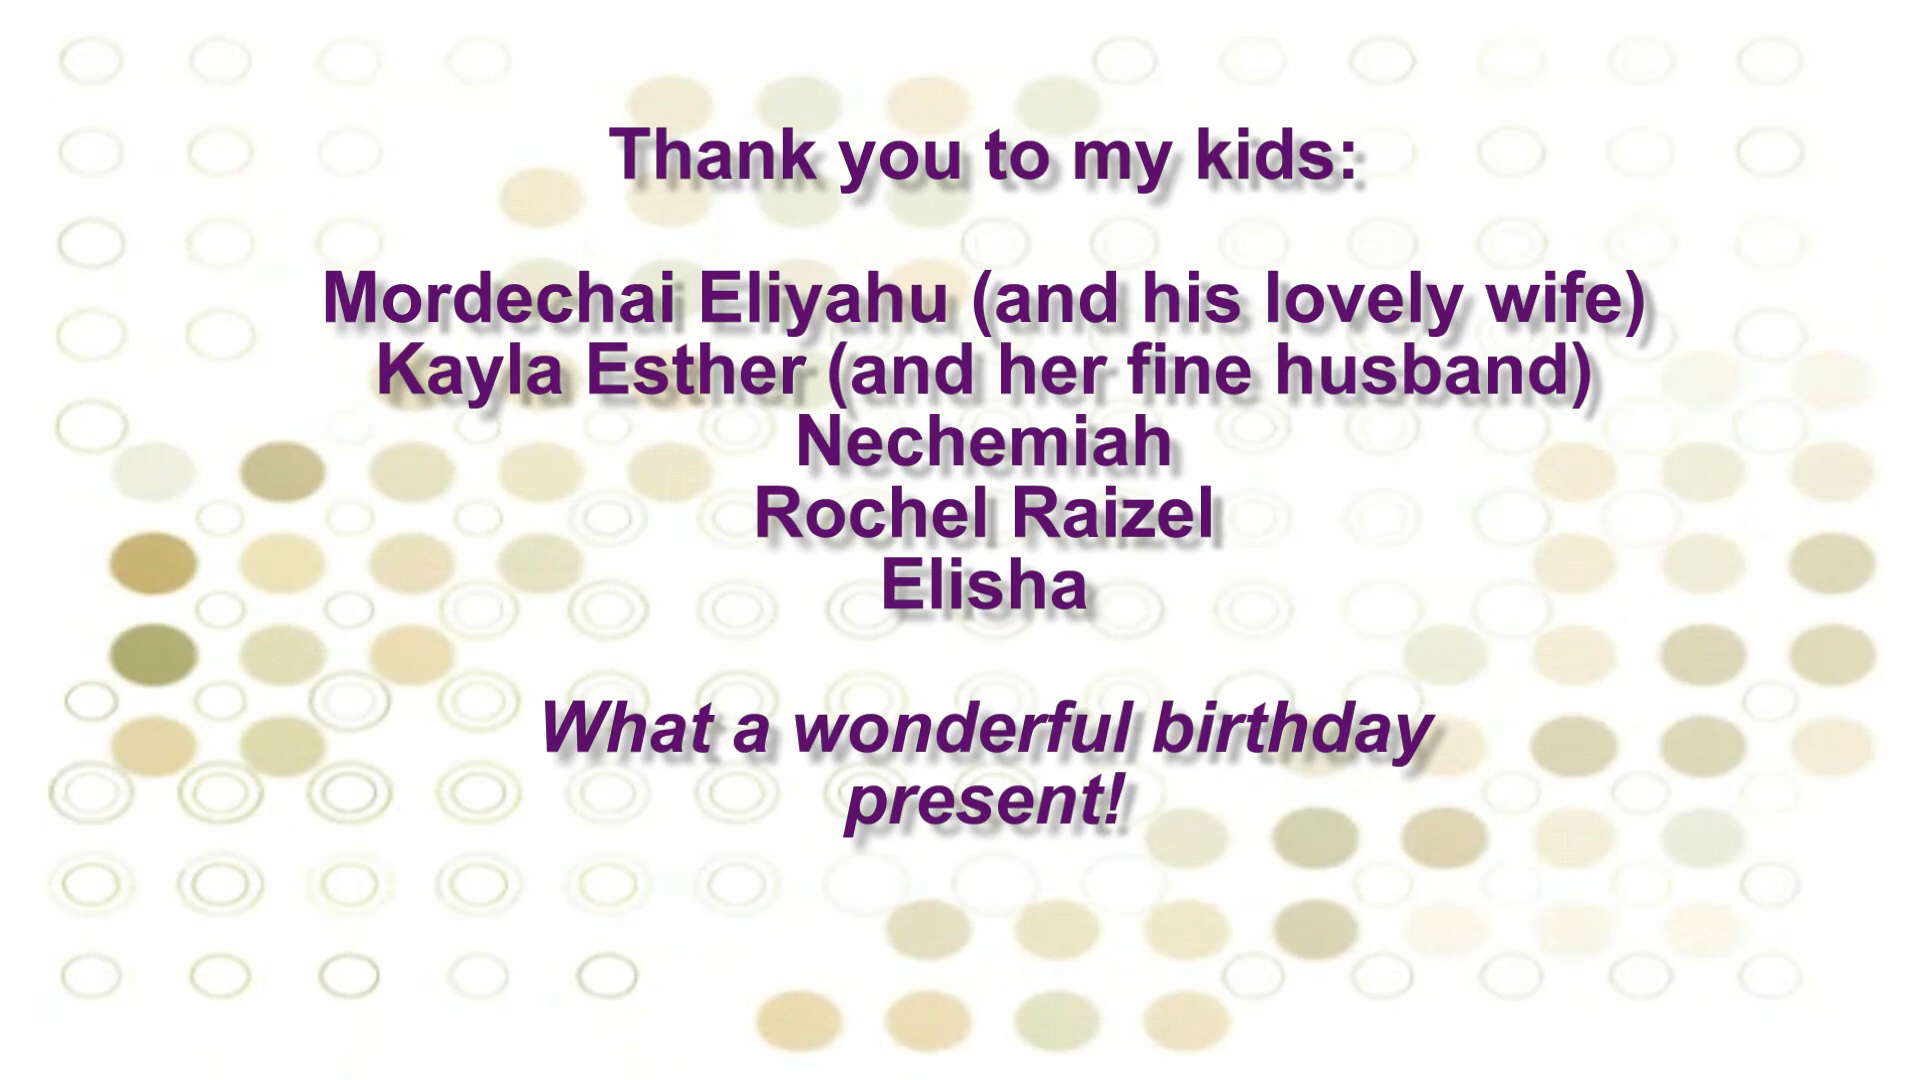 Thank you to my kids:
Mordechai Eliyahu (and his lovely wife)
Kayla Esther (and her fine husband)
Nechemiah
Rochel Raizel
Elisha
What a wonderful birthday
present!